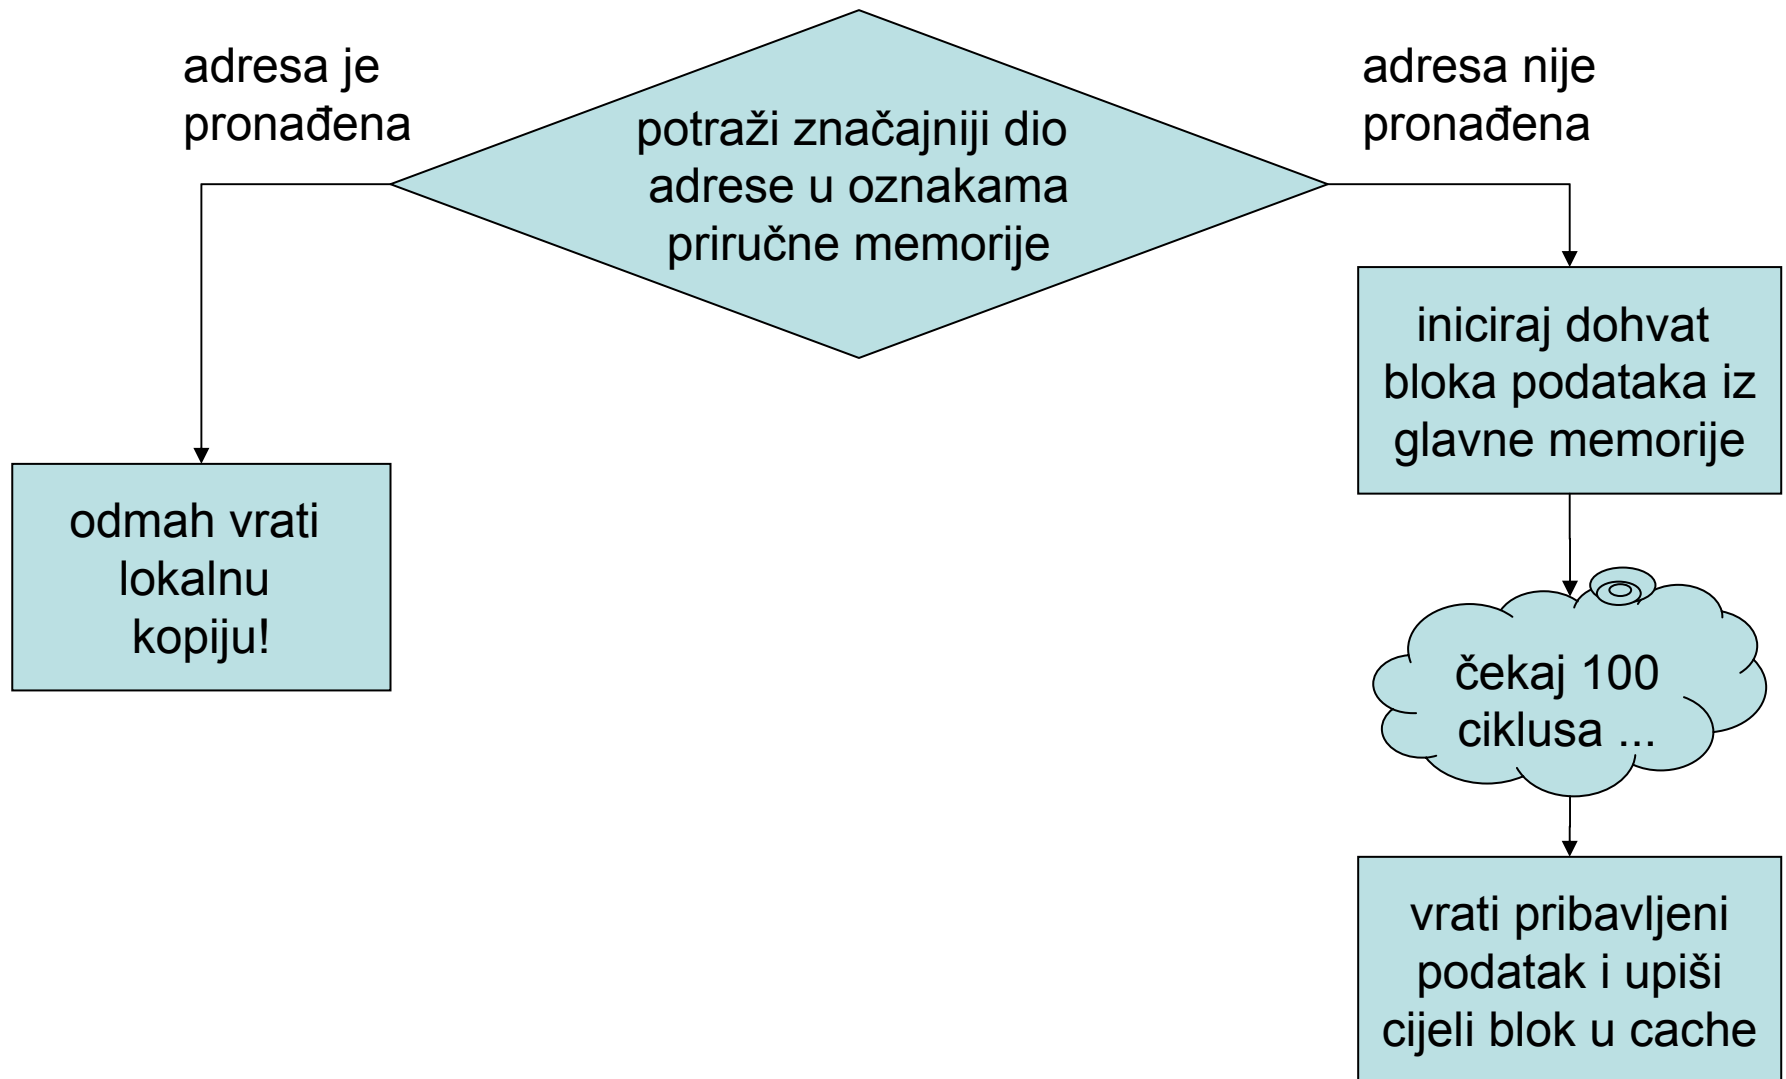 adresa je
pronađena
potraži značajniji dio
adrese u oznakama
priručne memorije
adresa nije
pronađena
odmah vrati
lokalnu
kopiju!
iniciraj dohvat
bloka podataka iz
glavne memorije
čekaj 100
ciklusa ...
vrati pribavljeni
podatak i upiši
cijeli blok u cache